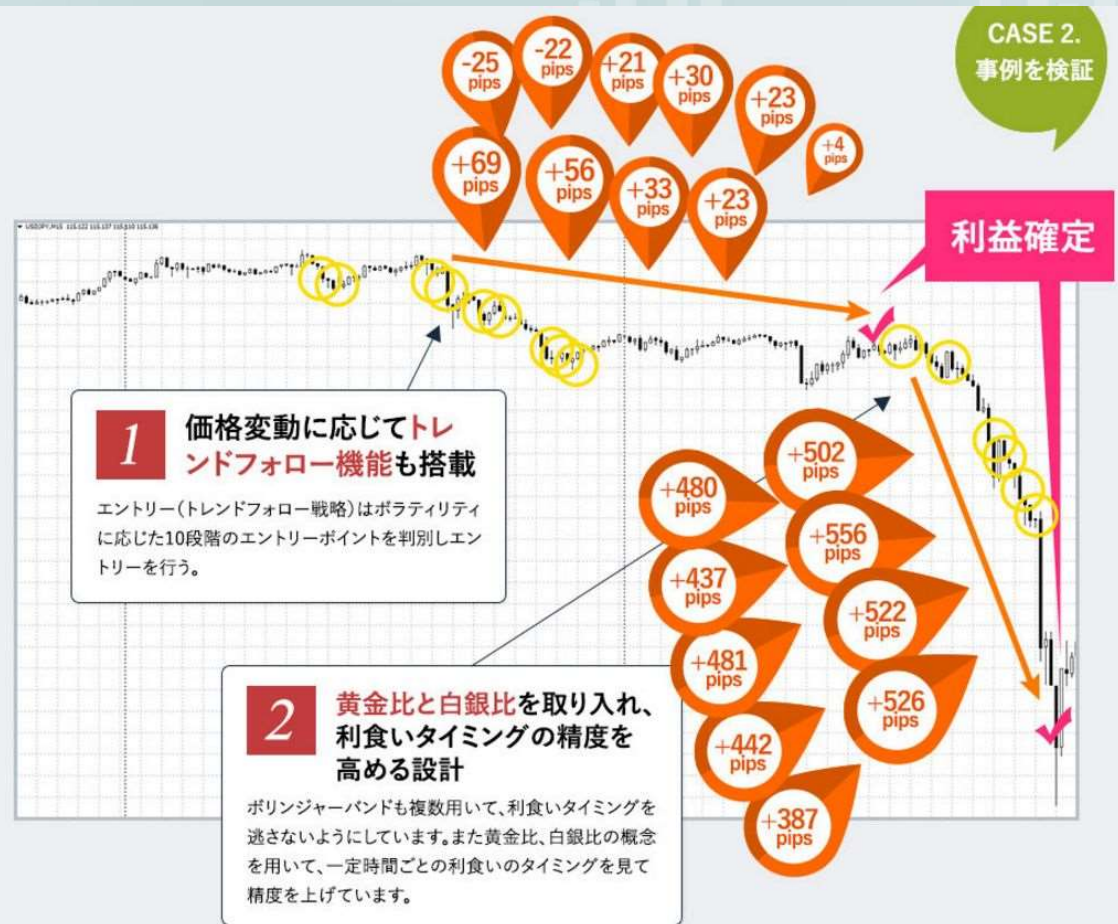 CASE 2.
事例を検証
-25
pips
-22
pips
+21
pips
+30
pips
+23
pips
+4
pips
+69
pips
+56
pips
+33
pips
+23
pips
利益確定
USDJPY,M15 115.122 115.137 115.110 115.136
1
価格変動に応じてトレ
ンドフォロー機能も搭載
エントリー(トレンドフォロー戦略)はボラティリティ
に応じた10段階のエントリーポイントを判別しエン
トリーを行う。
+502
pips
+480
pips
+556
pips
+437
pips
+522
pips
+481
pips
+526
pips
+442
pips
+387
pips
2
黄金比と白銀比を取り入れ、
利食いタイミングの精度を
高める設計
ボリンジャーバンドも複数用いて、利食いタイミングを
逃さないようにしています。また黄金比、白銀比の概念
を用いて、一定時間ごとの利食いのタイミングを見て
精度を上げています。